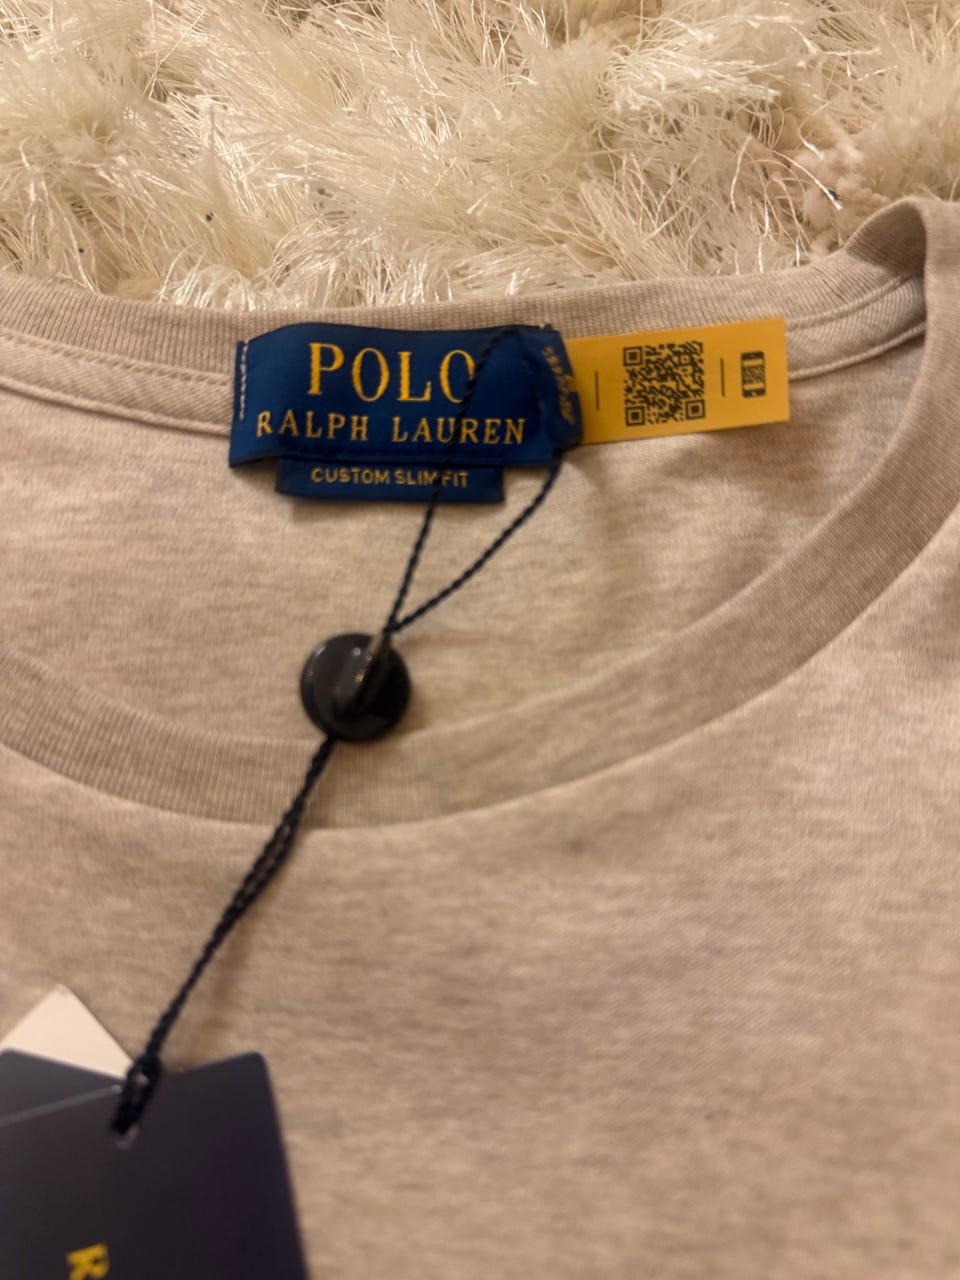 POLO
RALPH LAUREN
CUSTOM SLIM FIT
R